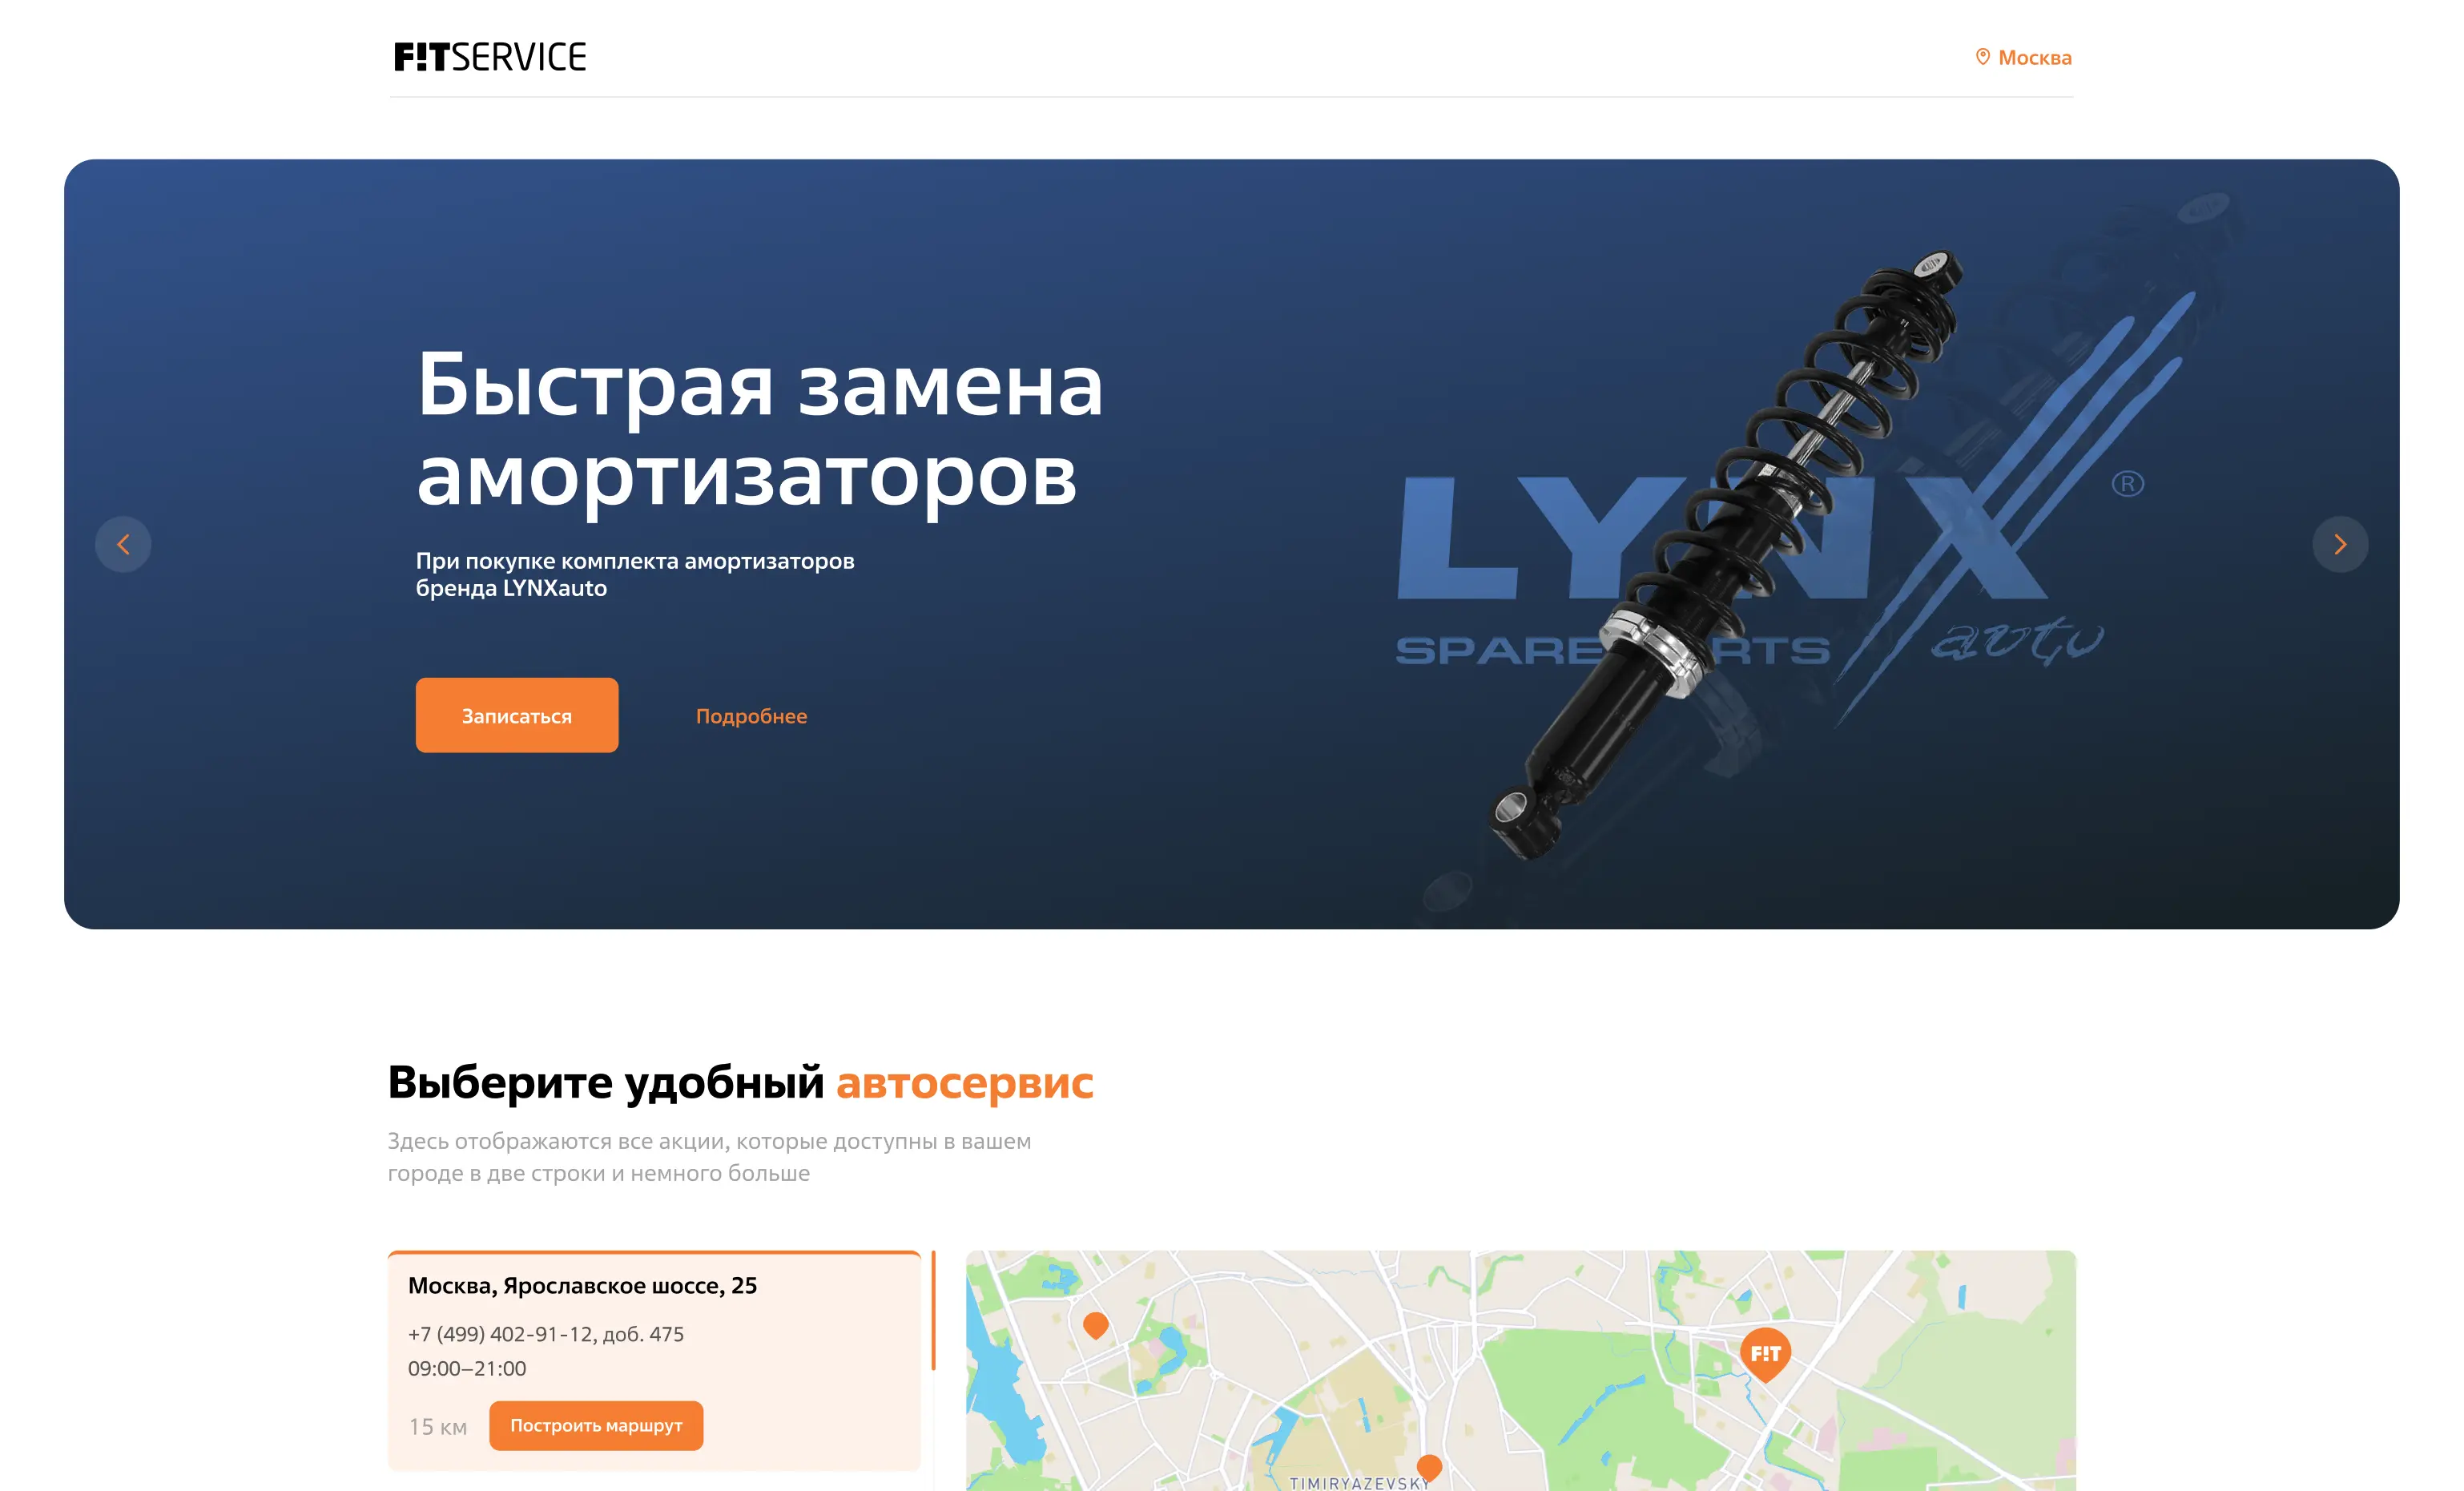 F!TSERVICE
Москва
Быстрая замена
амортизаторов
При покупке комплекта амортизаторов
бренда LYNXauto
Записаться
Подробнее
LYNX ®
SPARE PARTS auto
Выберите удобный автосервис
Здесь отображаются все акции, которые доступны в вашем
городе в две строки и немного больше
Москва, Ярославское шоссе, 25
+7 (499) 402-91-12, доб. 475
09:00–21:00
15 км
Построить маршрут
F!T
TIMIRYAZEVSKY